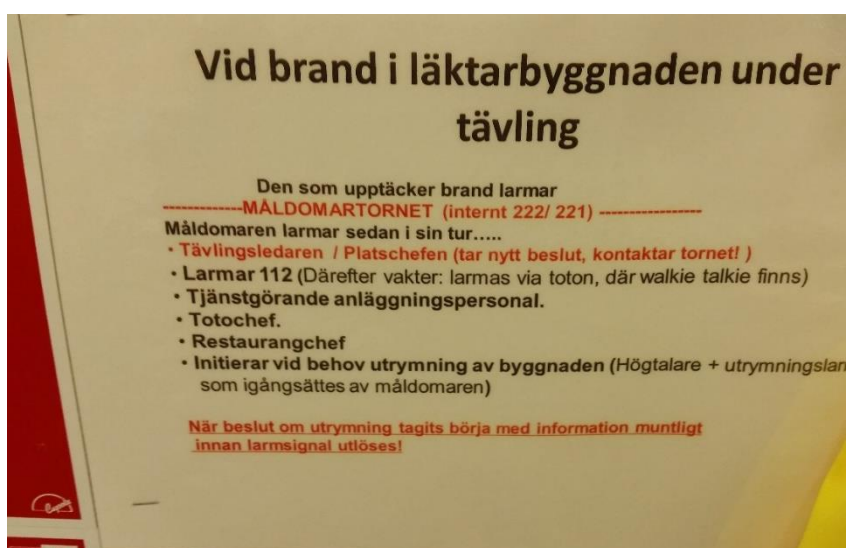 Vid brand i läktarbyggnaden under
tävling
Den som upptäcker brand larmar
-------------MÅLDOMARTORNET (internt 222/ 221) -----------------
Måldomaren larmar sedan i sin tur…..
• Tävlingsledaren / Platschefen (tar nytt beslut, kontaktar tornet! )
• Larmar 112 (Därefter vakter: larmas via toton, där walkie talkie finns)
• Tjänstgörande anläggningspersonal.
• Totochef.
• Restaurangchef
• Initierar vid behov utrymning av byggnaden (Högtalare +
som igångsättes av måldomaren)
När beslut om utrymning tagits börja med information muntligt
innan larmsignal utlöses!